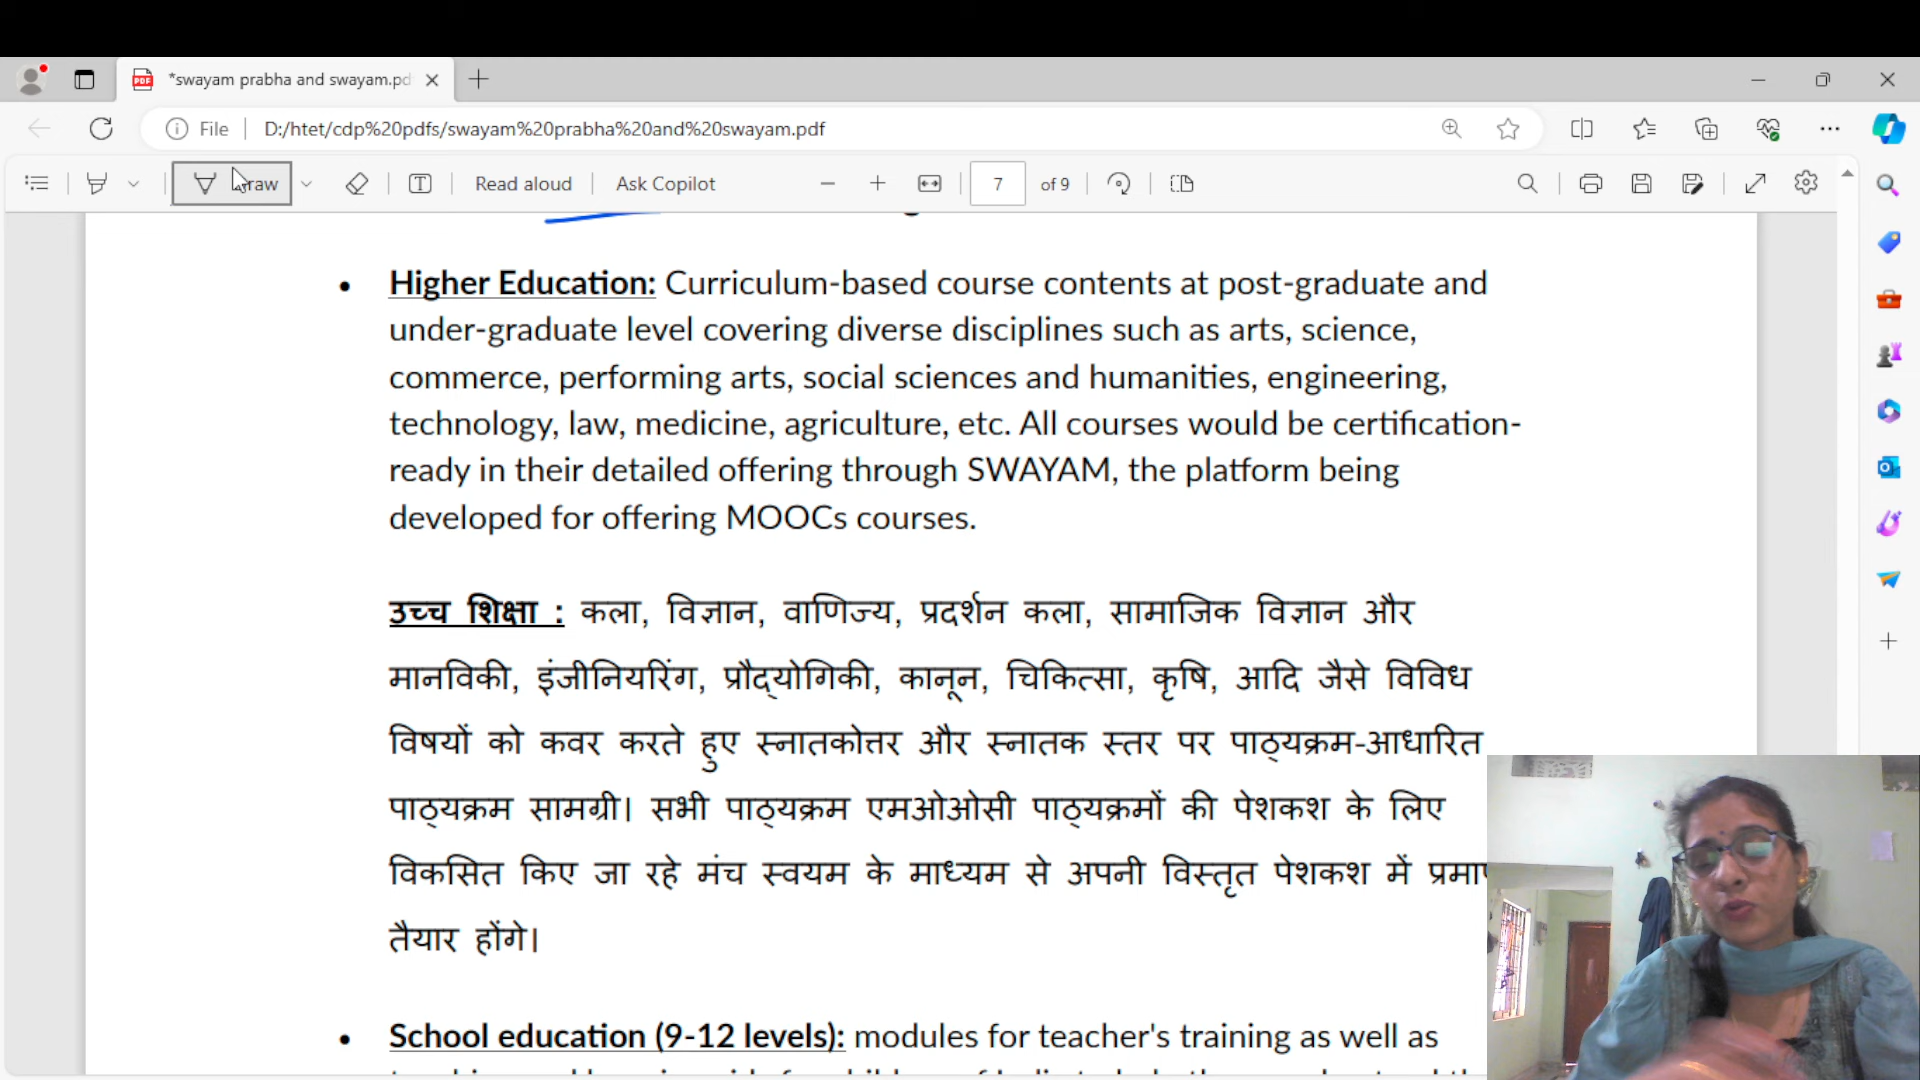 *swayam prabha and swayam.pd
File
D:/htet/cdp%20pdfs/swayam%20prabha%20and%20swayam.pdf
Read aloud
Ask Copilot
7
of 9
Higher Education: Curriculum-based course contents at post-graduate and
under-graduate level covering diverse disciplines such as arts, science,
commerce, performing arts, social sciences and humanities, engineering,
technology, law, medicine, agriculture, etc. All courses would be certification-
ready in their detailed offering through SWAYAM, the platform being
developed for offering MOOCs courses.
उच्च शिक्षा : कला, विज्ञान, वाणिज्य, प्रदर्शन कला, सामाजिक विज्ञान और
मानविकी, इंजीनियरिंग, प्रौद्योगिकी, कानून, चिकित्सा, कृषि, आदि जैसे विविध
विषयों को कवर करते हुए स्नातकोत्तर और स्नातक स्तर पर पाठ्यक्रम-आधारित
पाठ्यक्रम सामग्री। सभी पाठ्यक्रम एमओओसी पाठ्यक्रमों की पेशकश के लिए
विकसित किए जा रहे मंच स्वयम के माध्यम से अपनी विस्तृत पेशकश में
तैयार होंगे।
School education (9-12 levels): modules for teacher's training as well as